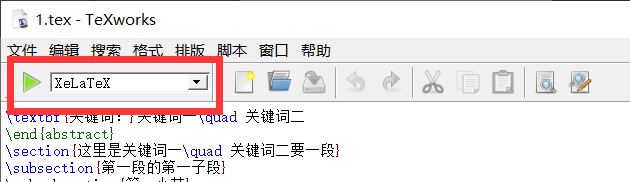 1.tex - TeXworks
文件 编辑 搜索 格式 排版 脚本 窗口 帮助
XeLaTeX
\textbf{关键词：}关键词一\quad 关键词二
\end{abstract}
\section{这里是关键词一\quad 关键词二要一段}
\subsection{第一段的第一子段}